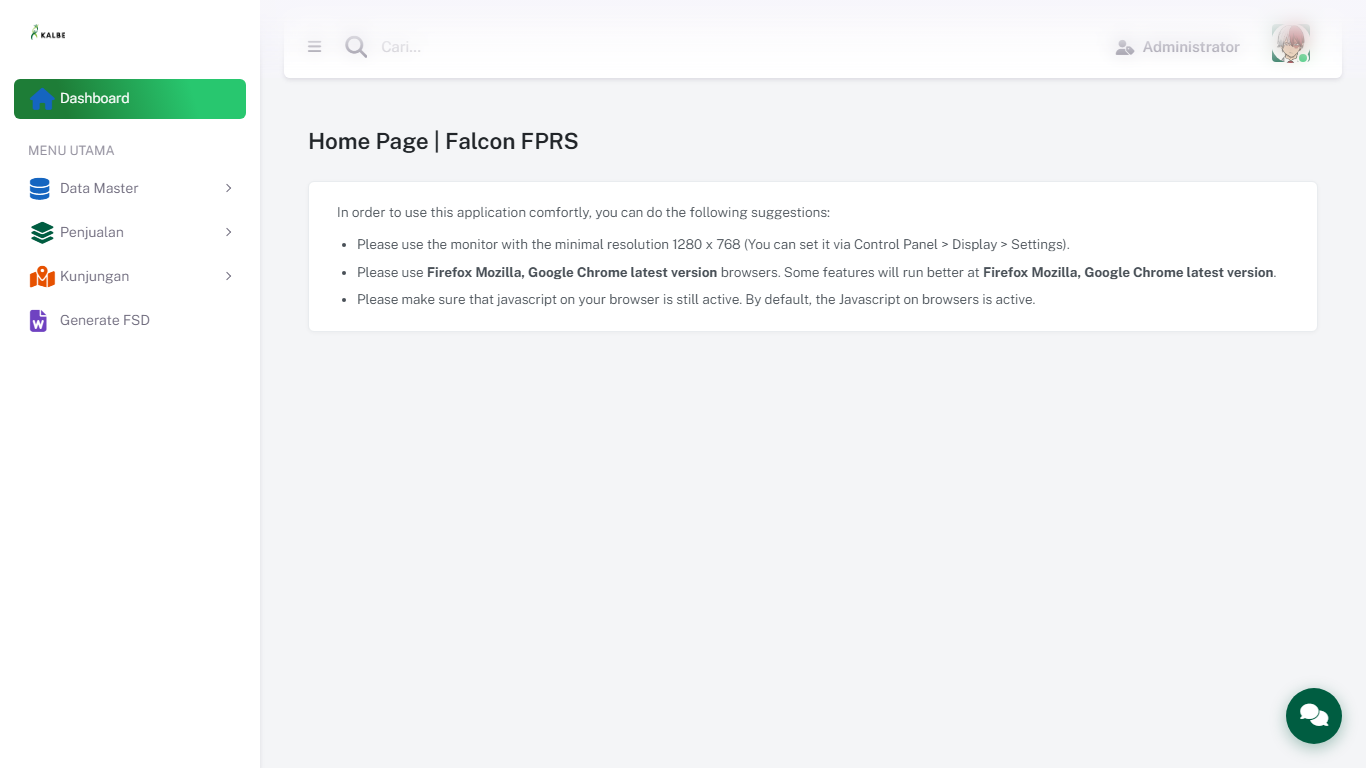 KALBE
Dashboard
MENU UTAMA
Data Master
Penjualan
Kunjungan
Generate FSD
Cari...
Administrator
Home Page | Falcon FPRS
In order to use this application comfortly, you can do the following suggestions:
Please use the monitor with the minimal resolution 1280 x 768 (You can set it via Control Panel > Display > Settings).
Please use Firefox Mozilla, Google Chrome latest version browsers. Some features will run better at Firefox Mozilla, Google Chrome latest version.
Please make sure that javascript on your browser is still active. By default, the Javascript on browsers is active.